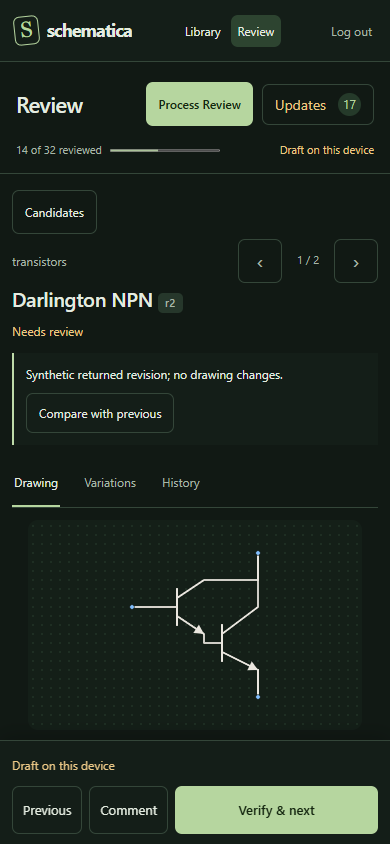 S schematica Library Review Log out
Review Process Review Updates 17
14 of 32 reviewed Draft on this device
Candidates
transistors ‹ 1 / 2 ›
Darlington NPN r2
Needs review
Synthetic returned revision; no drawing changes.
Compare with previous
Drawing Variations History
Draft on this device
Previous Comment Verify & next